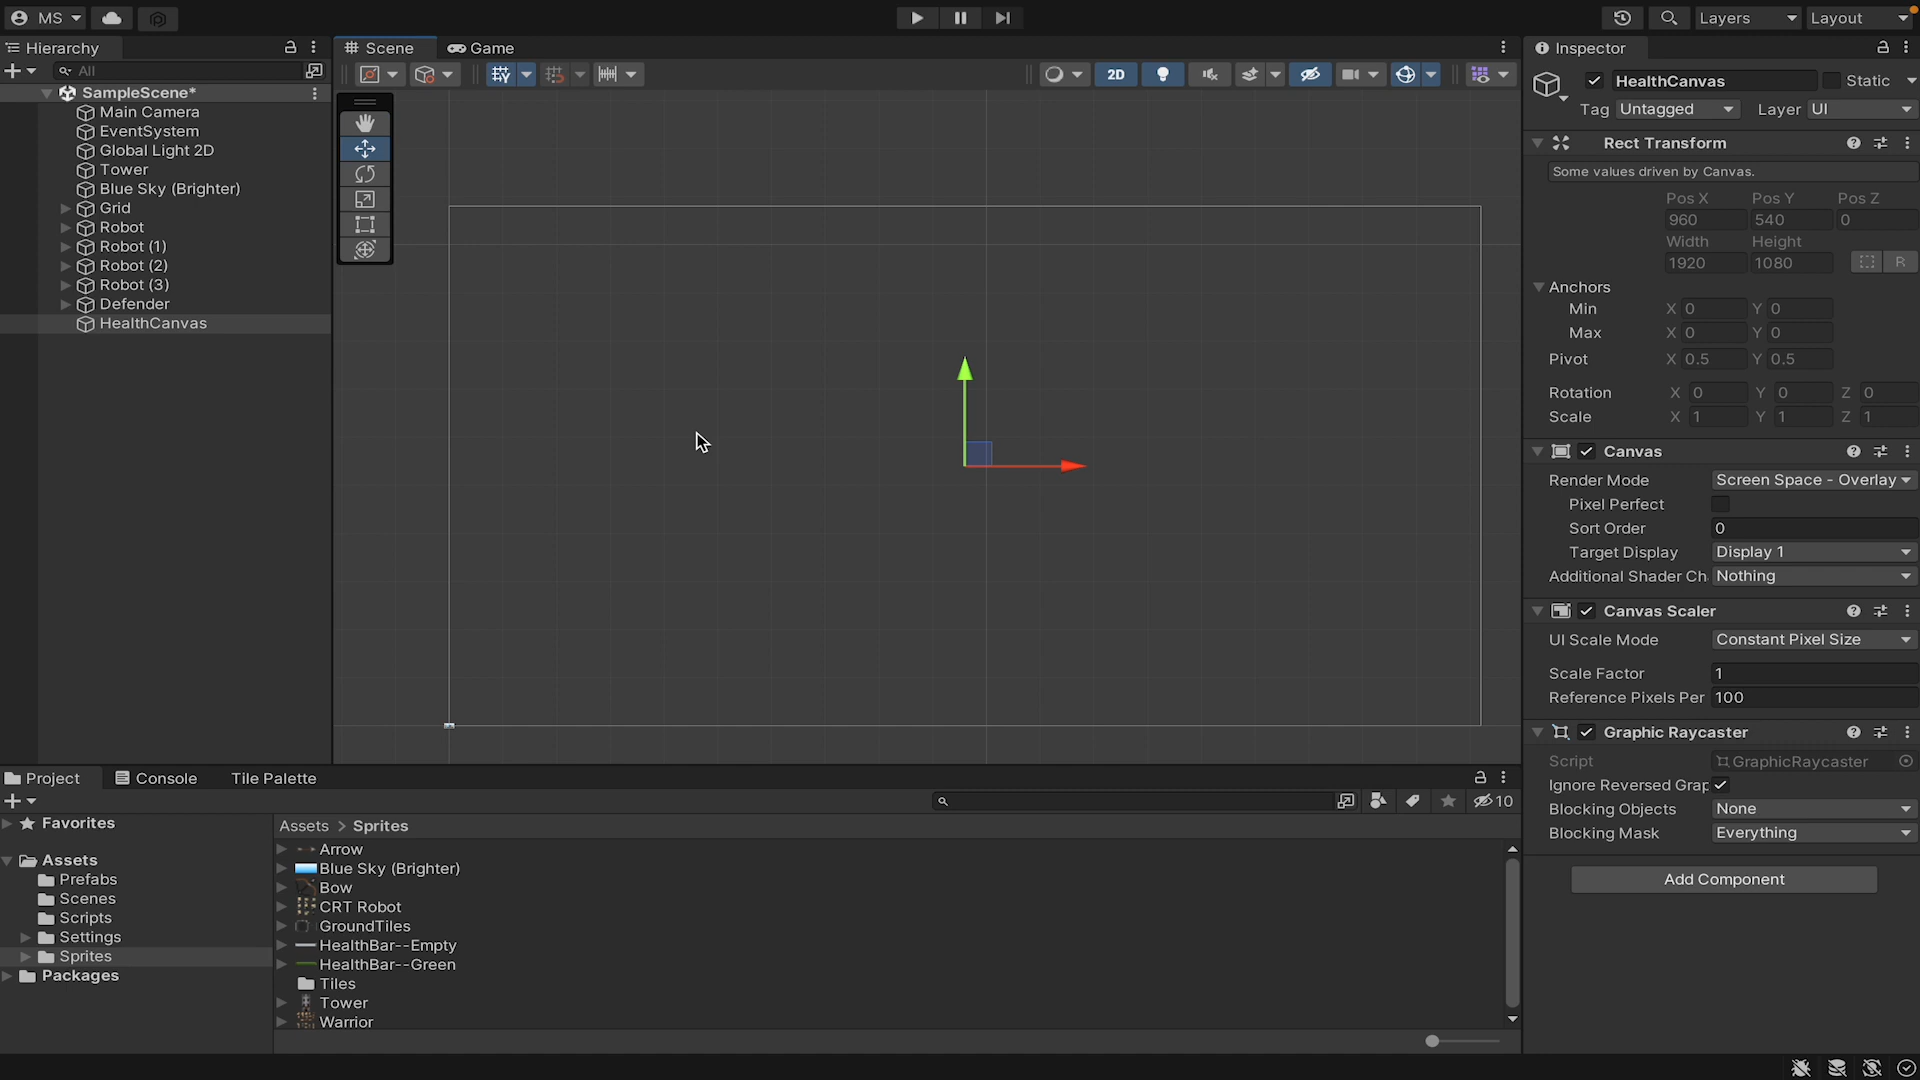 MS
Layers
Layout
Hierarchy
All
SampleScene*
Main Camera
EventSystem
Global Light 2D
Tower
Blue Sky (Brighter)
Grid
Robot
Robot (1)
Robot (2)
Robot (3)
Defender
HealthCanvas
Scene
Game
2D
Inspector
HealthCanvas
Static
Tag Untagged
Layer UI
Rect Transform
Some values driven by Canvas.
Pos X Pos Y Pos Z
960 540 0
Width Height
1920 1080
R
Anchors
Min X 0 Y 0
Max X 0 Y 0
Pivot X 0.5 Y 0.5
Rotation X 0 Y 0 Z 0
Scale X 1 Y 1 Z 1
Canvas
Render Mode Screen Space - Overlay
Pixel Perfect
Sort Order 0
Target Display Display 1
Additional Shader Ch Nothing
Canvas Scaler
UI Scale Mode Constant Pixel Size
Scale Factor 1
Reference Pixels Per 100
Graphic Raycaster
Script GraphicRaycaster
Ignore Reversed Grap
Blocking Objects None
Blocking Mask Everything
Add Component
Project
Console
Tile Palette
10
Favorites
Assets
Prefabs
Scenes
Scripts
Settings
Sprites
Packages
Assets > Sprites
Arrow
Blue Sky (Brighter)
Bow
CRT Robot
GroundTiles
HealthBar--Empty
HealthBar--Green
Tiles
Tower
Warrior